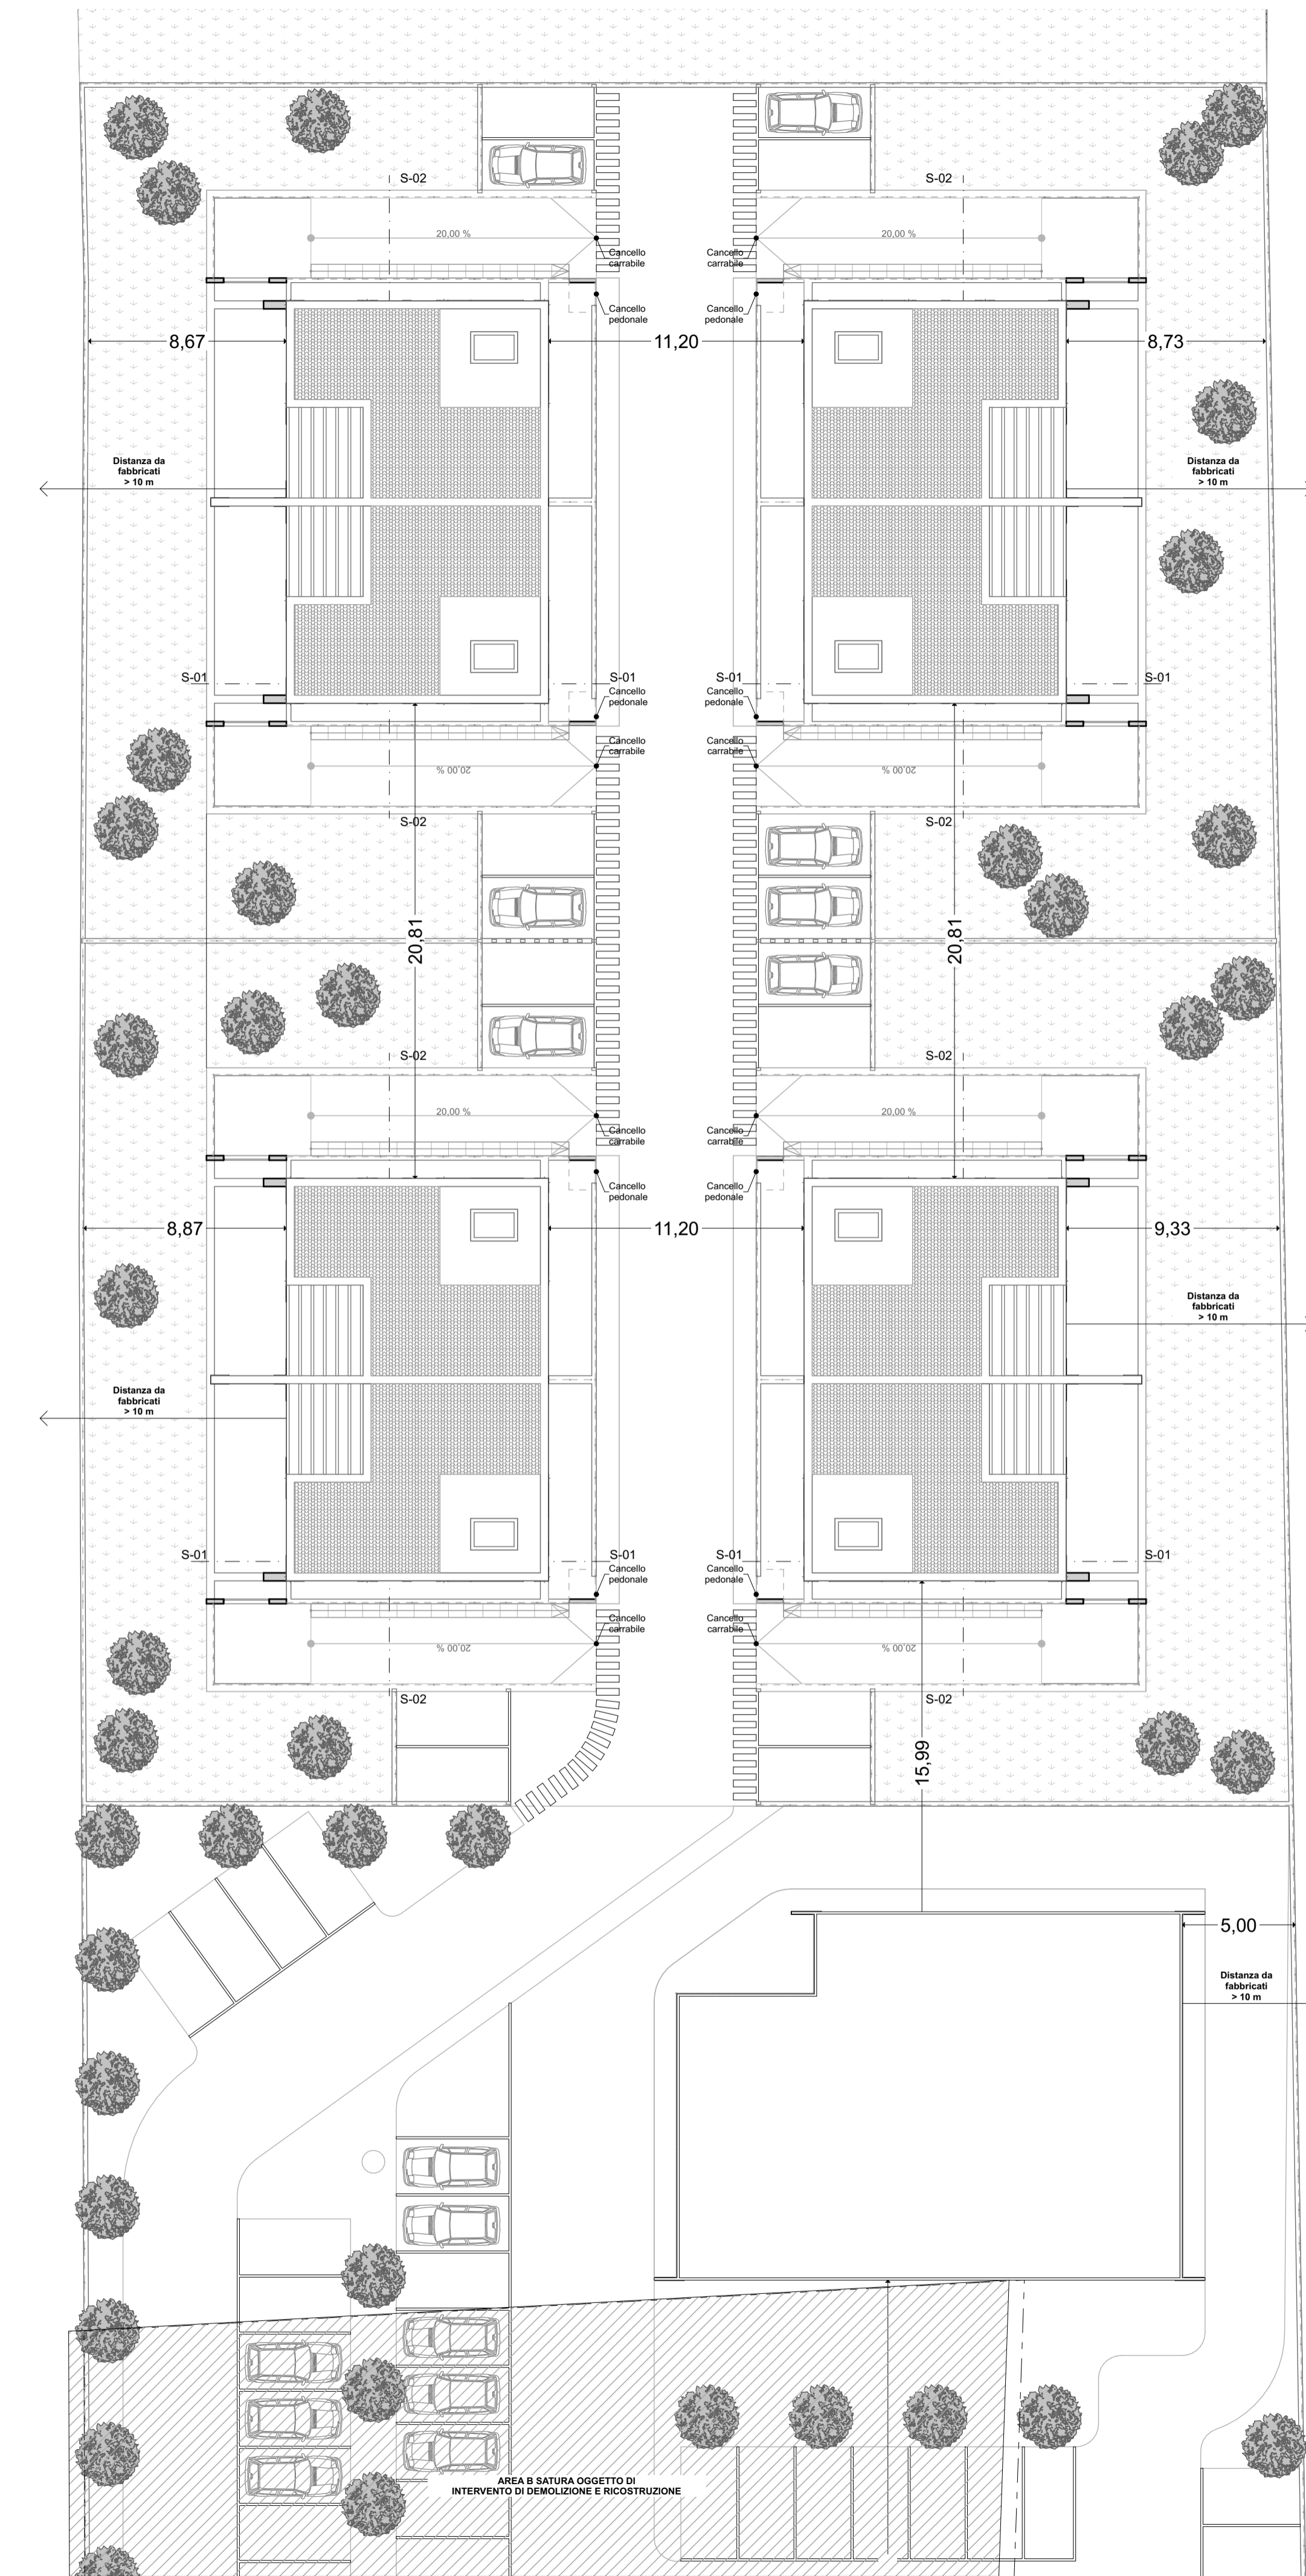 S-02
S-02
20,00 %
20,00 %
Cancello
carrabile
Cancello
carrabile
Cancello
pedonale
Cancello
pedonale
8,67
11,20
8,73
Distanza da
fabbricati
> 10 m
Distanza da
fabbricati
> 10 m
S-01
S-01
S-01
S-01
Cancello
pedonale
Cancello
pedonale
Cancello
carrabile
Cancello
carrabile
20,00 %
20,00 %
S-02
S-02
20,81
20,81
S-02
S-02
20,00 %
20,00 %
Cancello
carrabile
Cancello
carrabile
Cancello
pedonale
Cancello
pedonale
8,87
11,20
9,33
Distanza da
fabbricati
> 10 m
Distanza da
fabbricati
> 10 m
S-01
S-01
S-01
S-01
Cancello
pedonale
Cancello
pedonale
Cancello
carrabile
Cancello
carrabile
20,00 %
20,00 %
S-02
S-02
15,99
5,00
Distanza da
fabbricati
> 10 m
AREA B SATURA OGGETTO DI
INTERVENTO DI DEMOLIZIONE E RICOSTRUZIONE